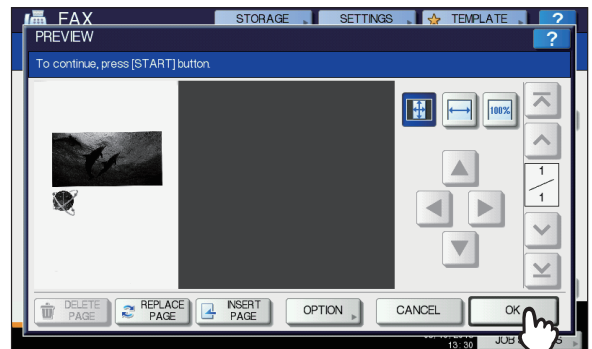 FAX STORAGE SETTINGS TEMPLATE ?
PREVIEW ?
To continue, press [START] button.
100%
1
1
DELETE PAGE
REPLACE PAGE
INSERT PAGE
OPTION
CANCEL
OK
13:30
JOB